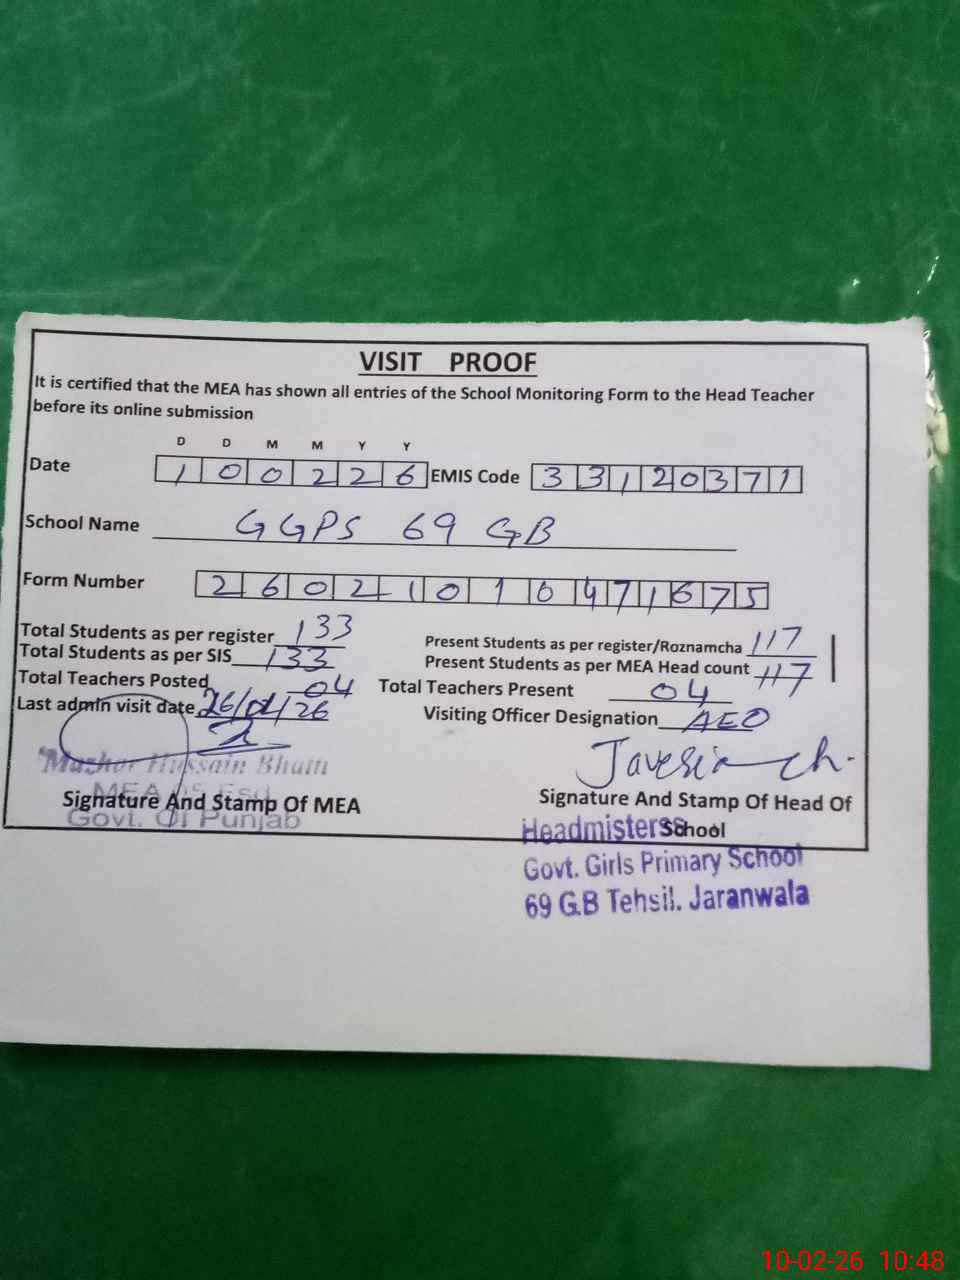 VISIT PROOF
It is certified that the MEA has shown all entries of the School Monitoring Form to the Head Teacher
before its online submission
D D M M Y Y
Date 1 0 0 2 2 6 EMIS Code 3 3 1 2 0 3 7 1
School Name GGPS 69 GB
Form Number 2 6 0 2 1 0 1 0 4 7 1 6 7 5
Total Students as per register 133 Present Students as per register/Roznamcha 117
Total Students as per SIS 133 Present Students as per MEA Head count 117
Total Teachers Posted 04 Total Teachers Present 04
Last admin visit date 26/01/26 Visiting Officer Designation AEO
Javeria ch.
Mazhar Hussain
Signature And Stamp Of MEA Signature And Stamp Of Head Of
Govt. Of Punjab School
Headmisterss
Govt. Girls Primary School
69 G.B Tehsil. Jaranwala
10-02-26 10:48